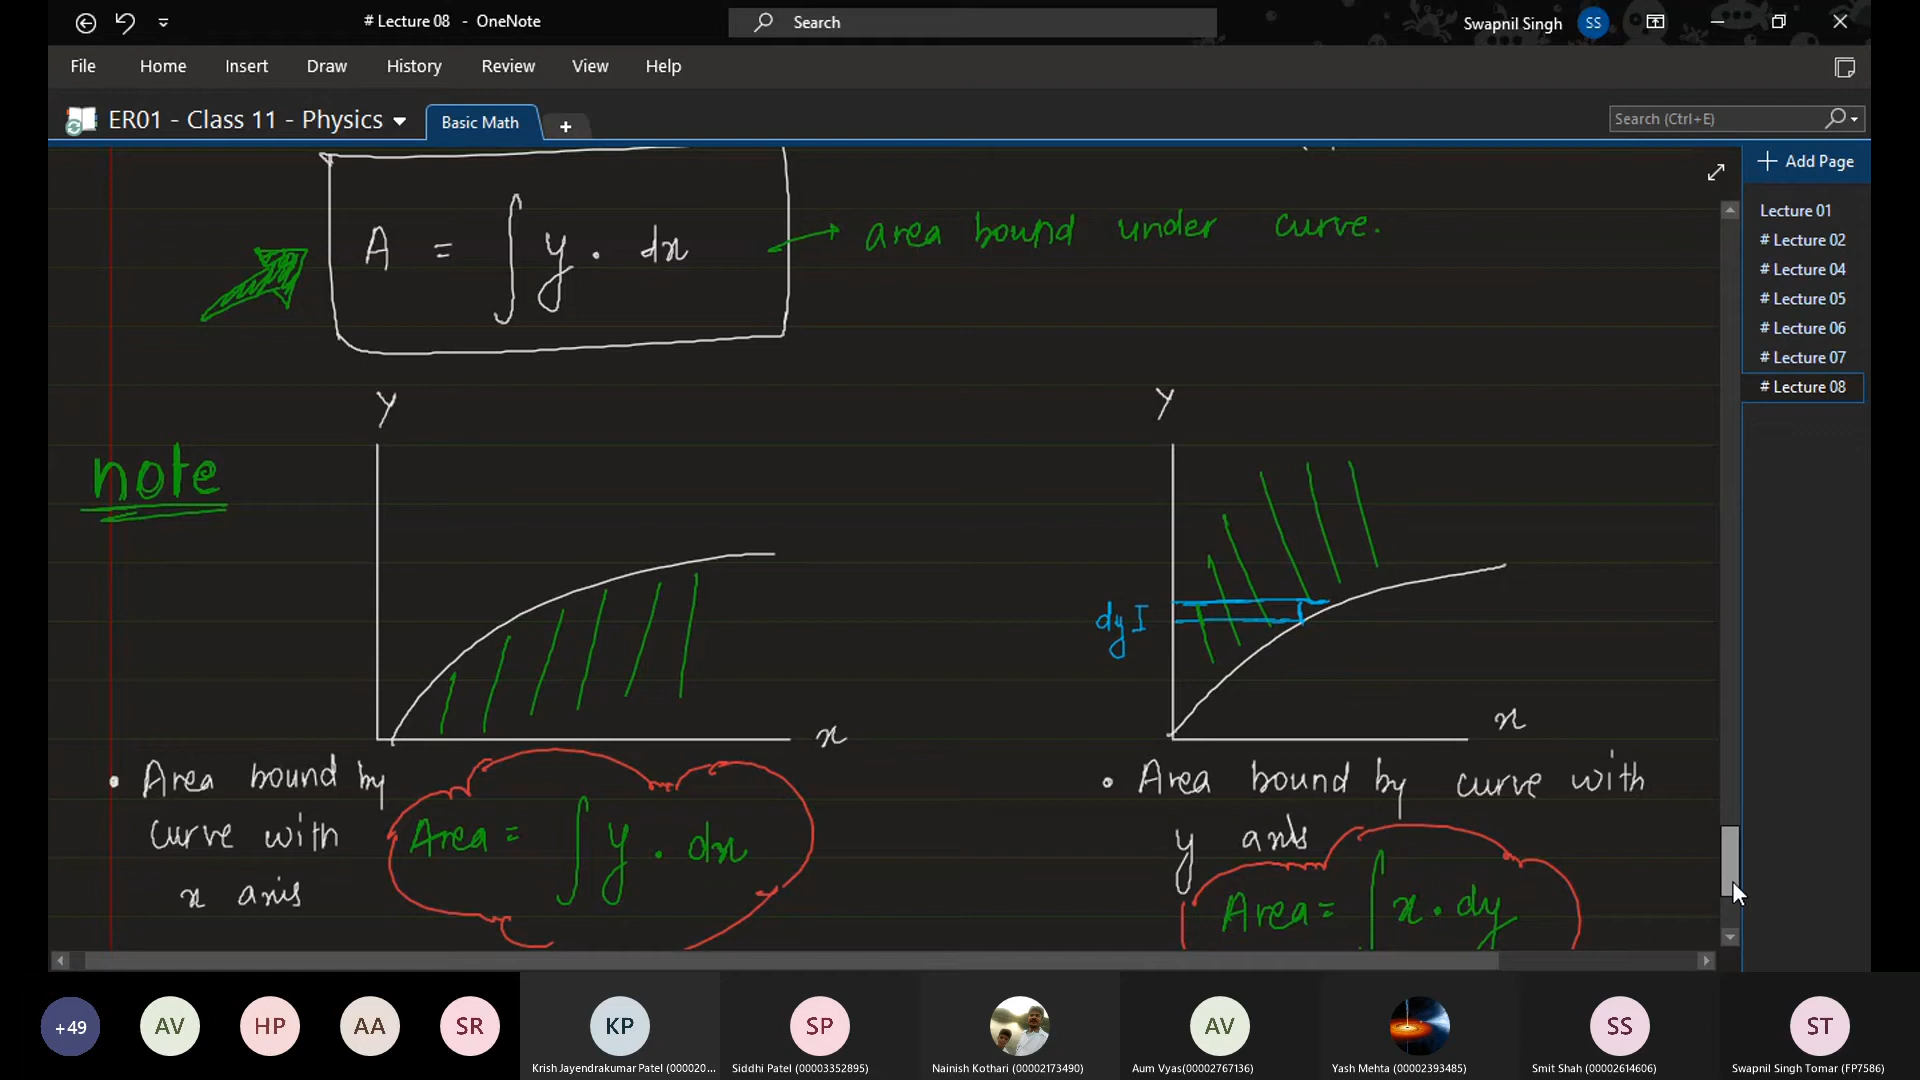 # Lecture 08 - OneNote
Search
Swapnil Singh
SS
File Home Insert Draw History Review View Help
ER01 - Class 11 - Physics
Basic Math
+
Search (Ctrl+E)
Add Page
Lecture 01
# Lecture 02
# Lecture 04
# Lecture 05
# Lecture 06
# Lecture 07
# Lecture 08
A = ∫ y . dx → area bound under curve.
note
y
x
y
x
dy I
• Area bound by
curve with
x axis
Area = ∫ y . dx
• Area bound by curve with
y axis
Area = ∫ x . dy
+49
AV
HP
AA
SR
KP
Krish Jayendrakumar Patel (000020...
SP
Siddhi Patel (00003352895)
Nainish Kothari (00002173490)
AV
Aum Vyas(00002767136)
Yash Mehta (00002393485)
SS
Smit Shah (00002614606)
ST
Swapnil Singh Tomar (FP7586)